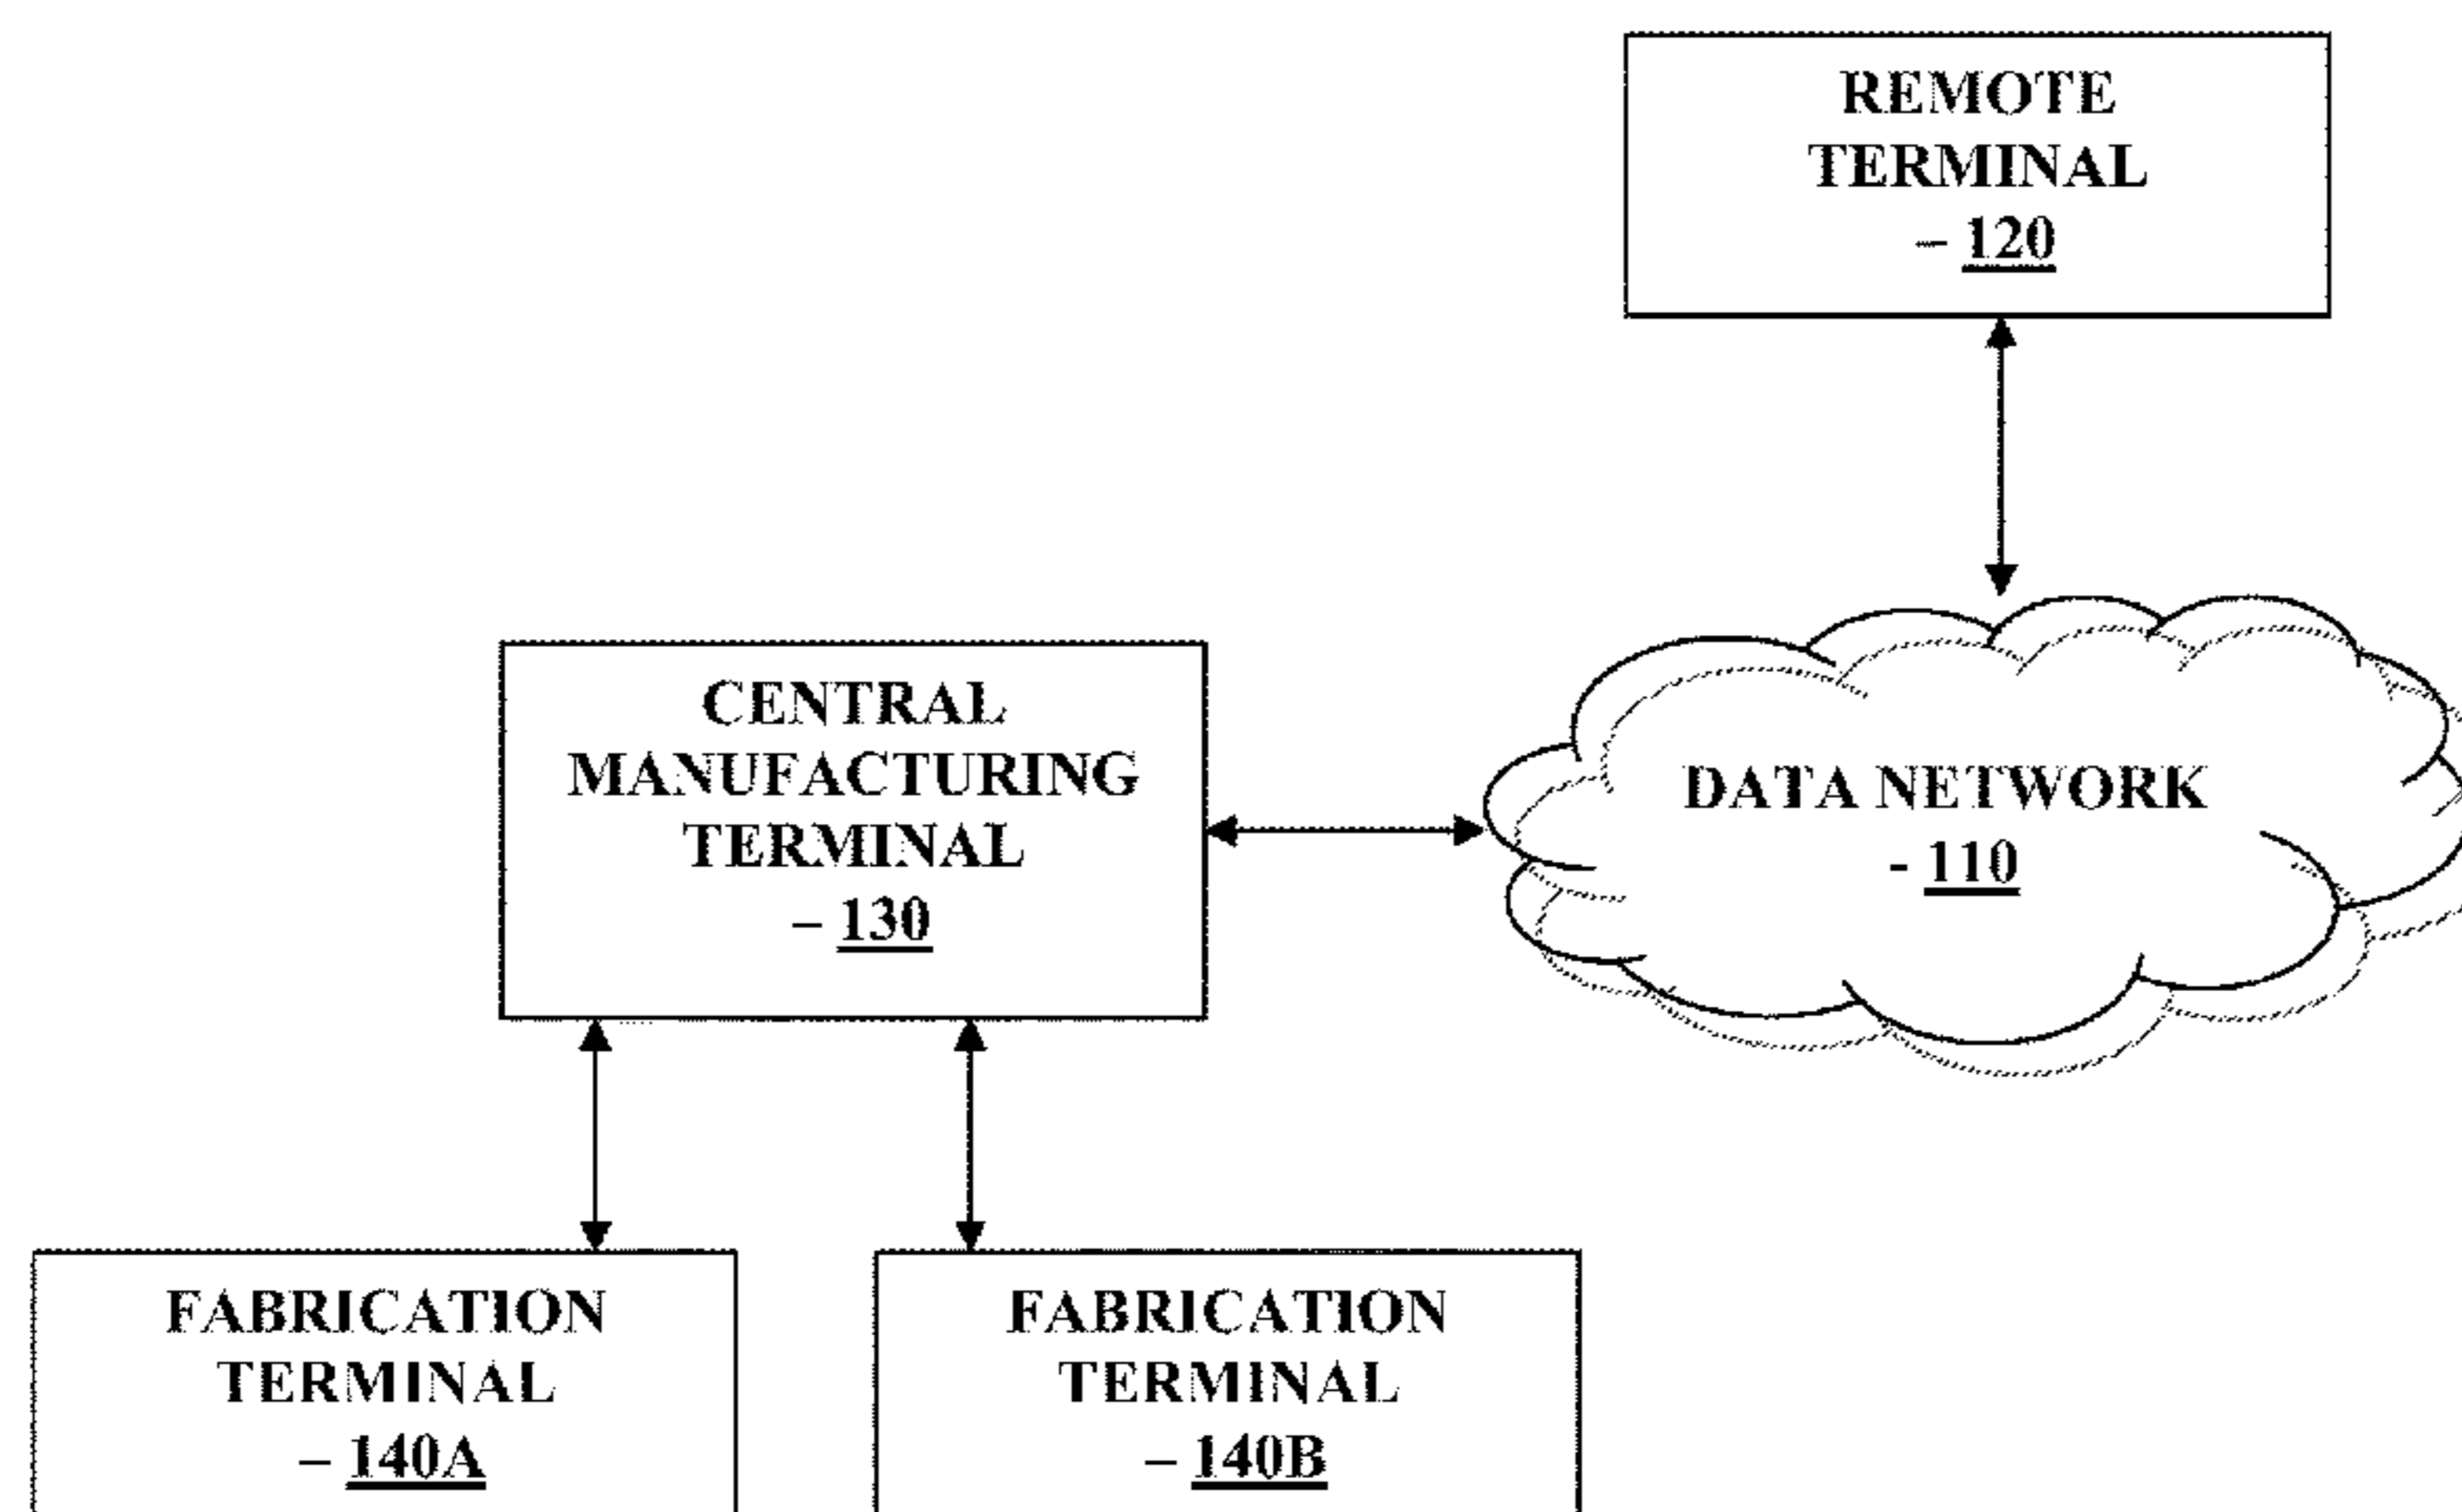 REMOTE
TERMINAL
– 120
CENTRAL
MANUFACTURING
TERMINAL
– 130
DATA NETWORK
- 110
FABRICATION
TERMINAL
– 140A
FABRICATION
TERMINAL
– 140B